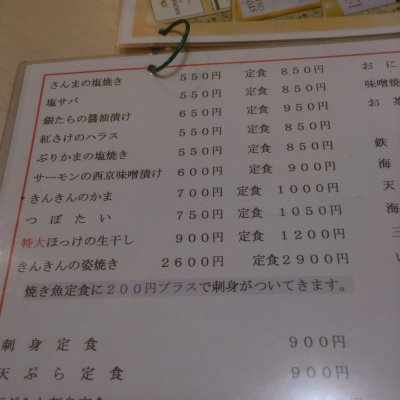 さんまの塩焼き 550円 定食 850円 おに
塩サバ 550円 定食 850円 味噌焼
銀たらの醤油漬け 650円 定食 950円 お茶
紅さけのハラス 550円 定食 850円
ぶりかまの塩焼き 550円 定食 850円 鉄
サーモンの西京味噌漬け 600円 定食 900円 海
きんきんのかま 700円 定食 1000円 天
つぼたい 750円 定食 1050円 海
特大ほっけの生干し 900円 定食 1200円 三
きんきんの姿焼き 2600円 定食2900円 い
焼き魚定食に200円プラスで刺身がついてきます。
刺身定食 900円
天ぷら定食 900円